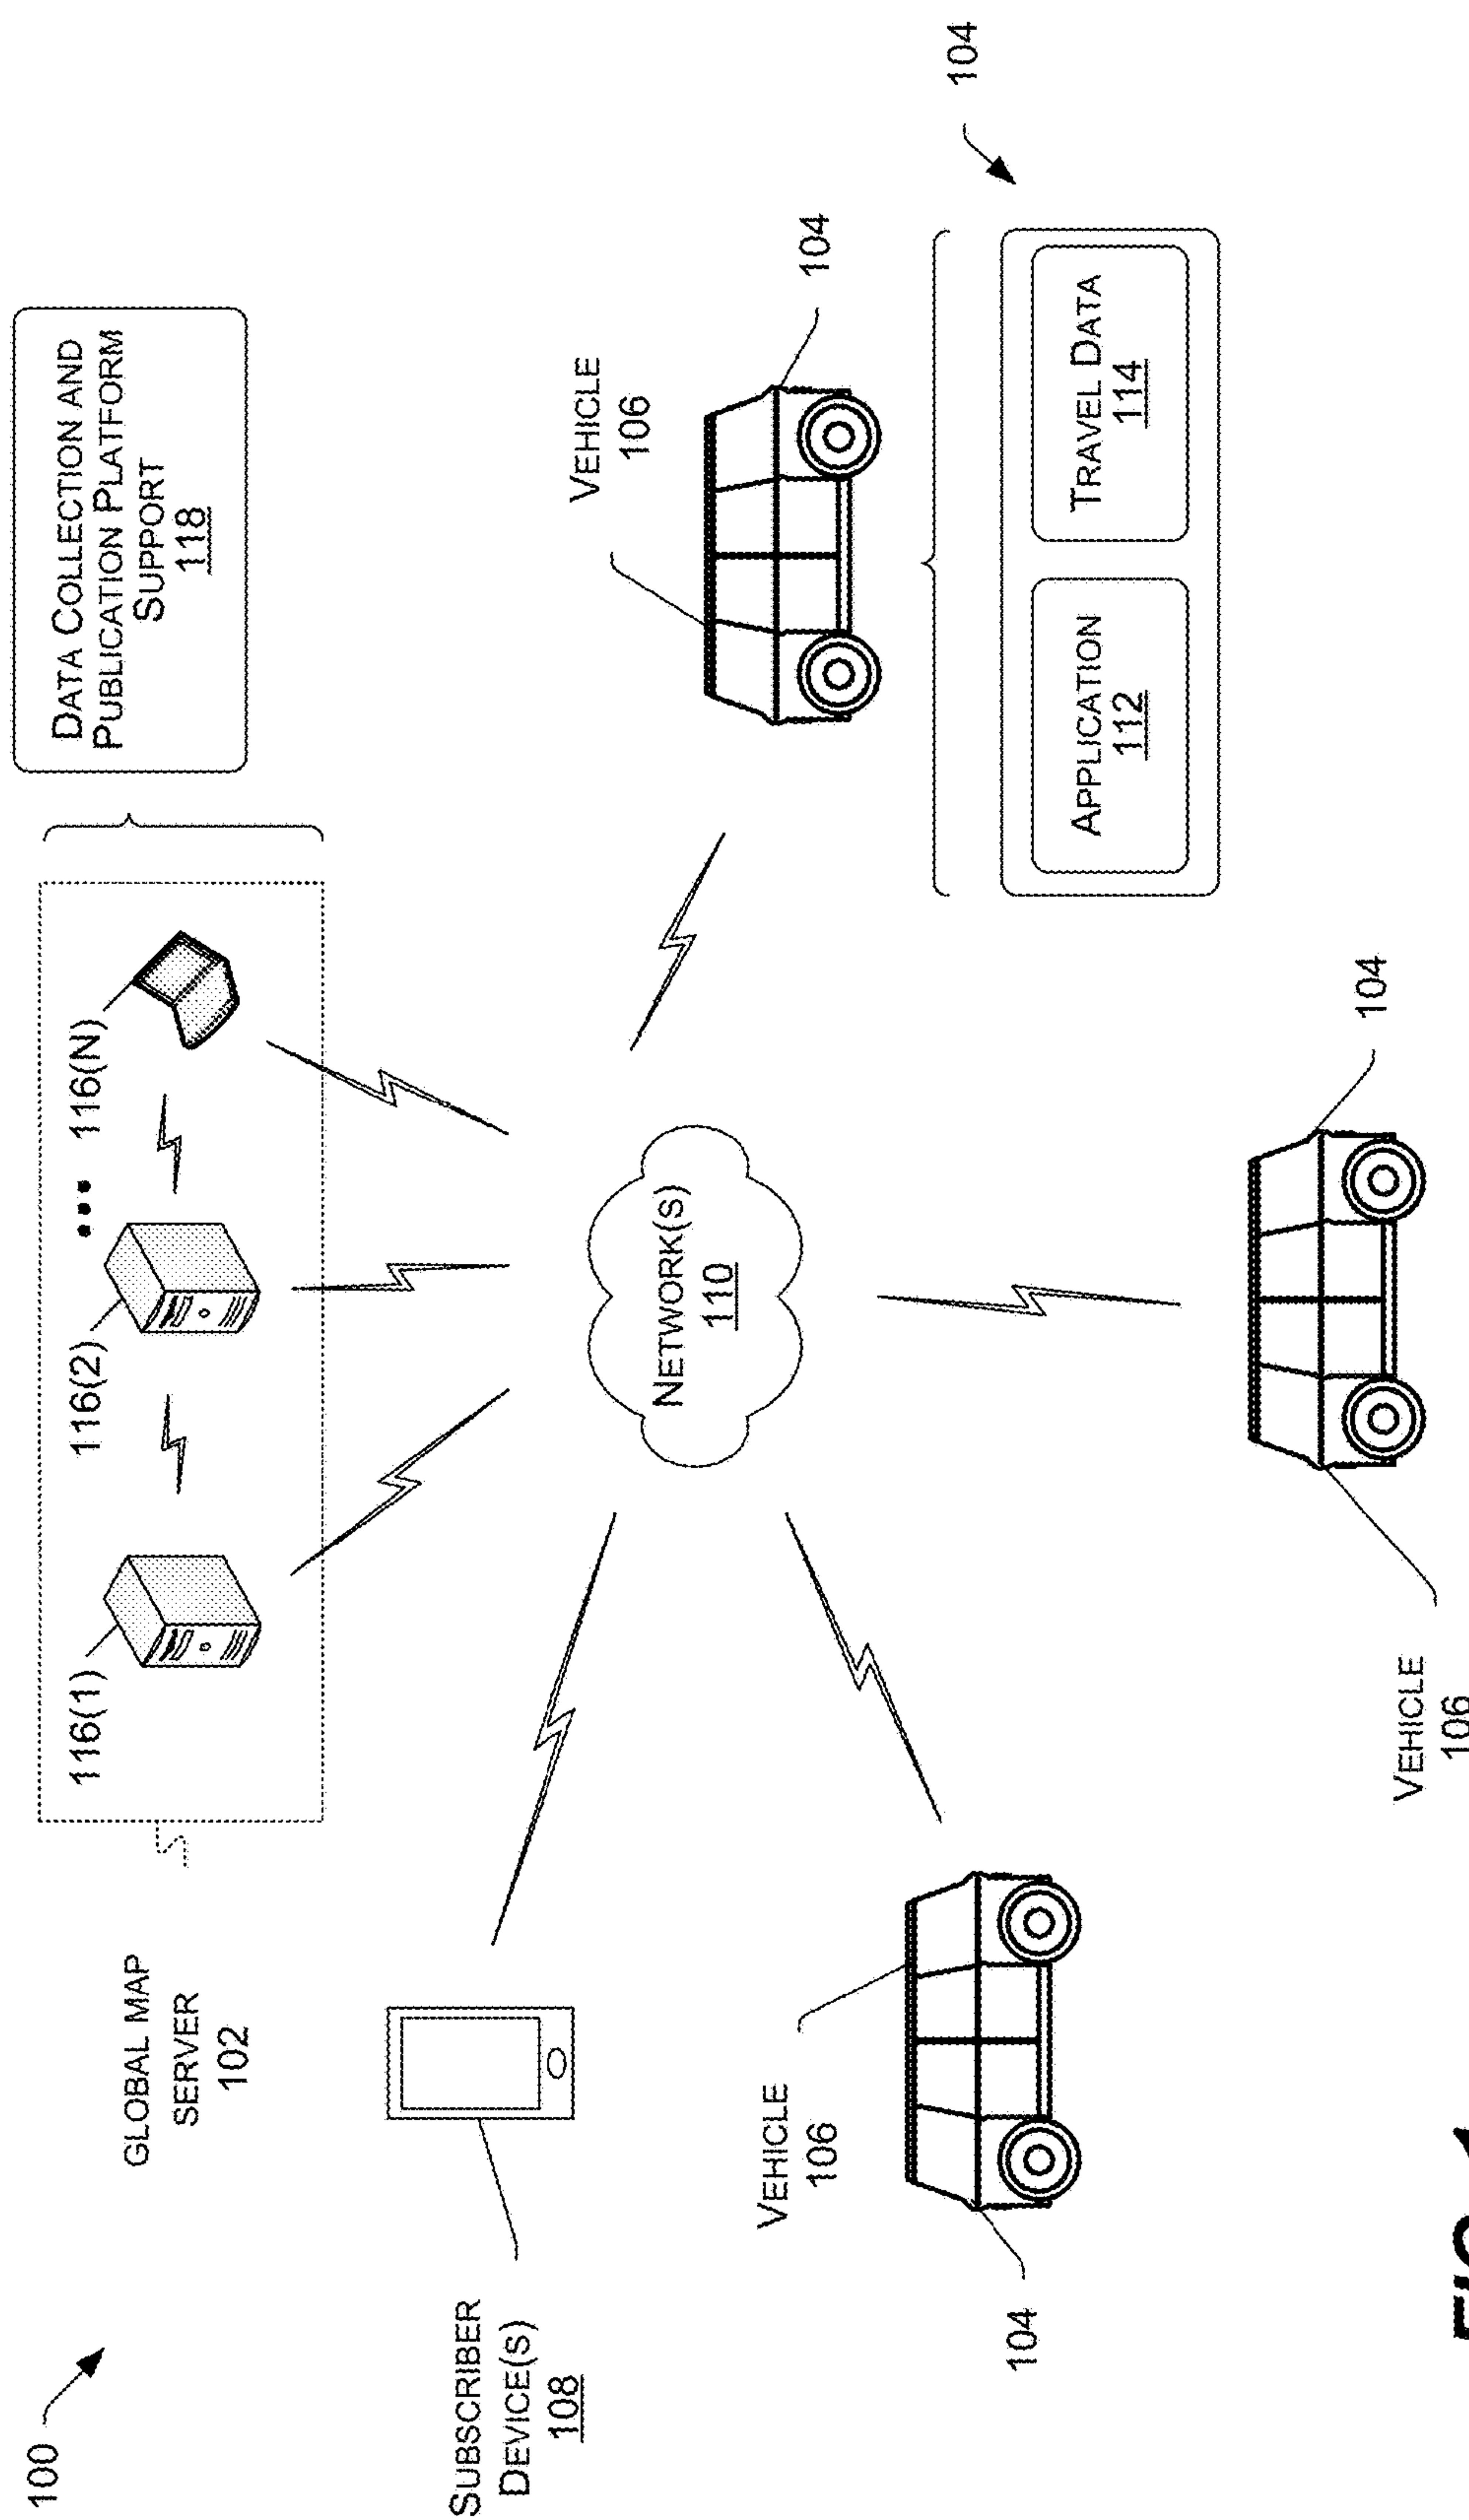 100
GLOBAL MAP
SERVER
102
116(1)
116(2)
116(N)
DATA COLLECTION AND
PUBLICATION PLATFORM
SUPPORT
118
SUBSCRIBER
DEVICE(S)
108
NETWORK(S)
110
VEHICLE
106
104
VEHICLE
106
104
VEHICLE
106
104
104
APPLICATION
112
TRAVEL DATA
114